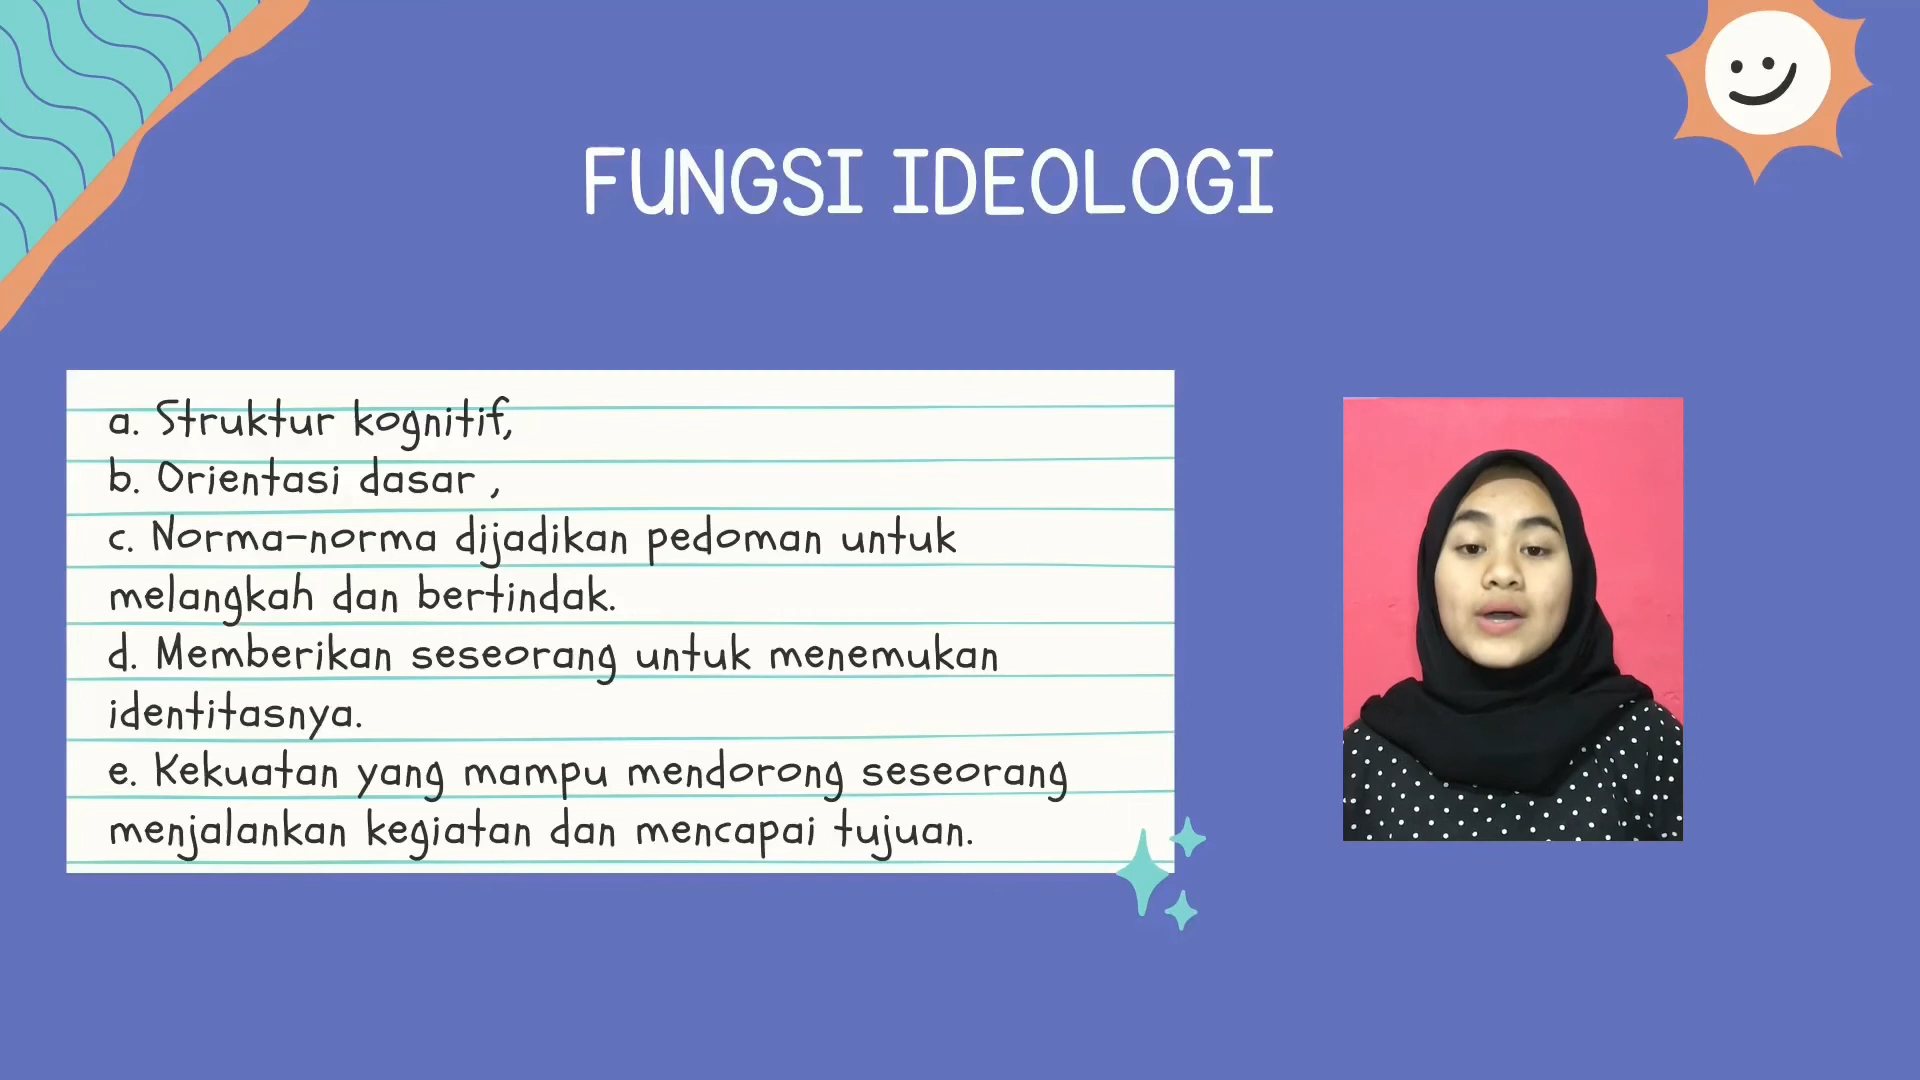 FUNGSI IDEOLOGI
a. Struktur kognitif,
b. Orientasi dasar ,
c. Norma-norma dijadikan pedoman untuk
melangkah dan bertindak.
d. Memberikan seseorang untuk menemukan
identitasnya.
e. Kekuatan yang mampu mendorong seseorang
menjalankan kegiatan dan mencapai tujuan.